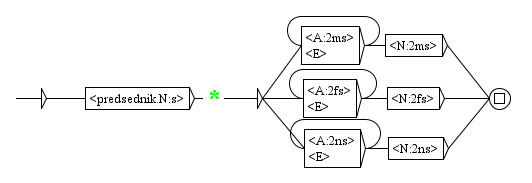 <A:2ms>
<E>
<N:2ms>
<predsednik.N:s>
*
<A:2fs>
<E>
<N:2fs>
<A:2ns>
<E>
<N:2ns>